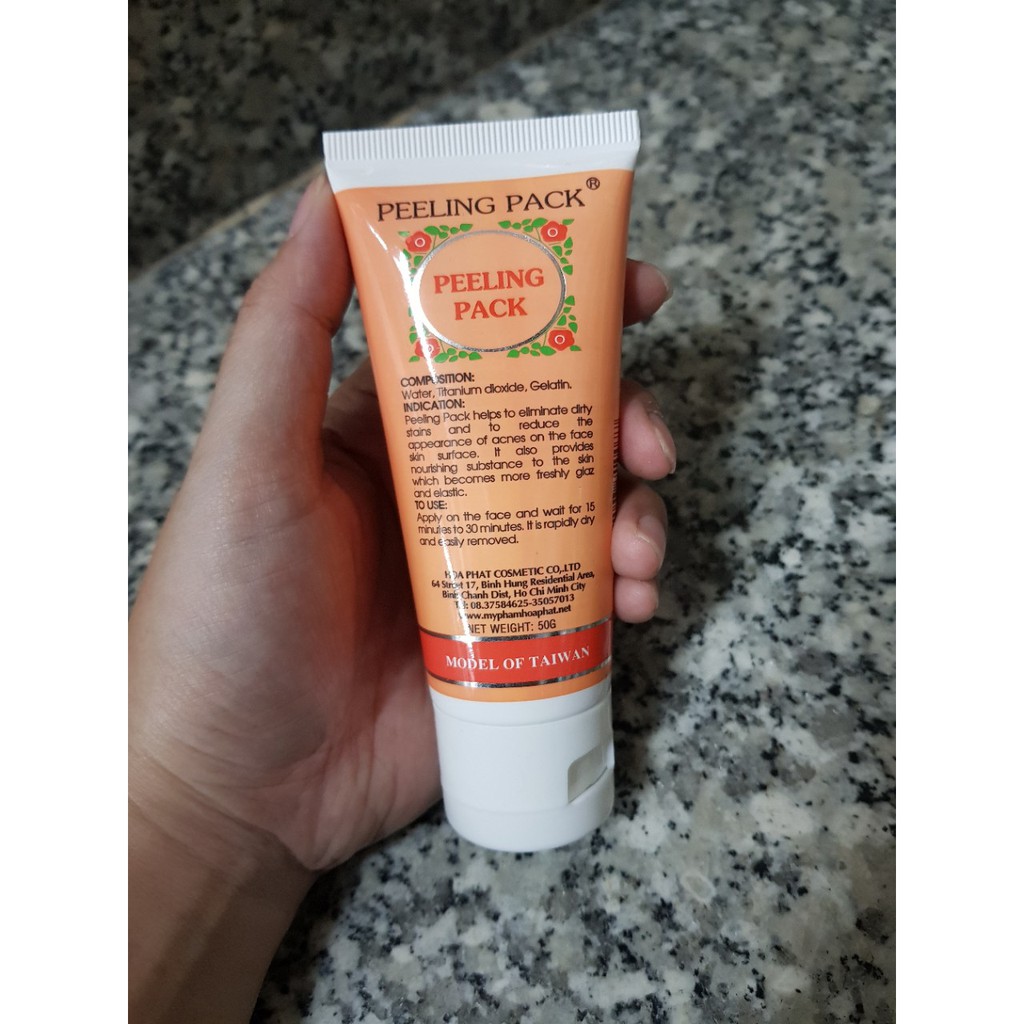 PEELING PACK®
PEELING
PACK
COMPOSITION:
Water, Titanium dioxide, Gelatin.
INDICATION:
Peeling Pack helps to eliminate dirty
stains and to reduce the
appearance of acnes on the face
skin surface. It also provides
nourishing substance to the skin
which becomes more freshly glaz
and elastic.
TO USE:
Apply on the face and wait for 15
minutes to 30 minutes. It is rapidly dry
and easily removed.
HOA PHAT COSMETIC CO,.LTD
64 Street 17, Binh Hung Residential Area,
Binh Chanh Dist, Ho Chi Minh City
Tel: 08.37584625-35057013
www.myphamhoaphat.net
NET WEIGHT: 50G
MODEL OF TAIWAN